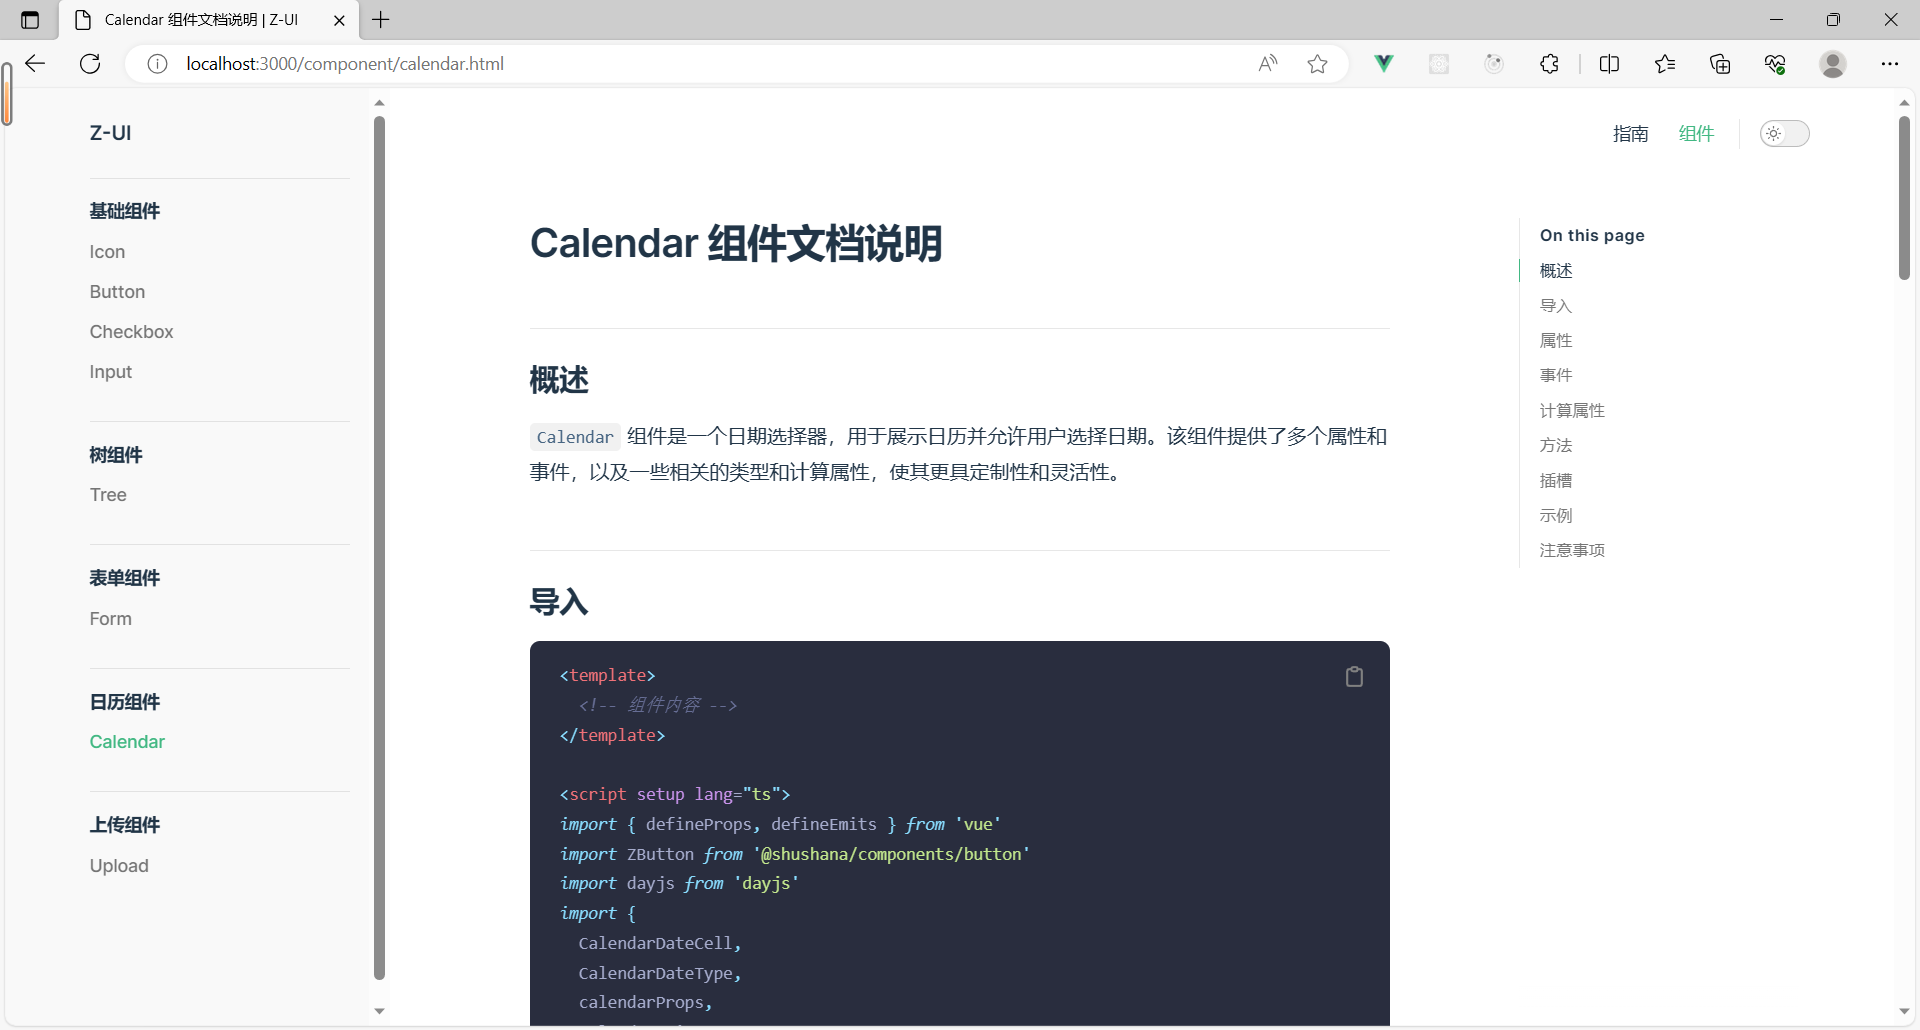 Calendar 组件文档说明 | Z-UI
localhost:3000/component/calendar.html
Z-UI
基础组件
Icon
Button
Checkbox
Input
树组件
Tree
表单组件
Form
日历组件
Calendar
上传组件
Upload
指南 组件
Calendar 组件文档说明
概述
Calendar 组件是一个日期选择器，用于展示日历并允许用户选择日期。该组件提供了多个属性和
事件，以及一些相关的类型和计算属性，使其更具定制性和灵活性。
导入
<template>
<!-- 组件内容 -->
</template>
<script setup lang="ts">
import { defineProps, defineEmits } from 'vue'
import ZButton from '@shushana/components/button'
import dayjs from 'dayjs'
import {
CalendarDateCell,
CalendarDateType,
calendarProps,
On this page
概述
导入
属性
事件
计算属性
方法
插槽
示例
注意事项